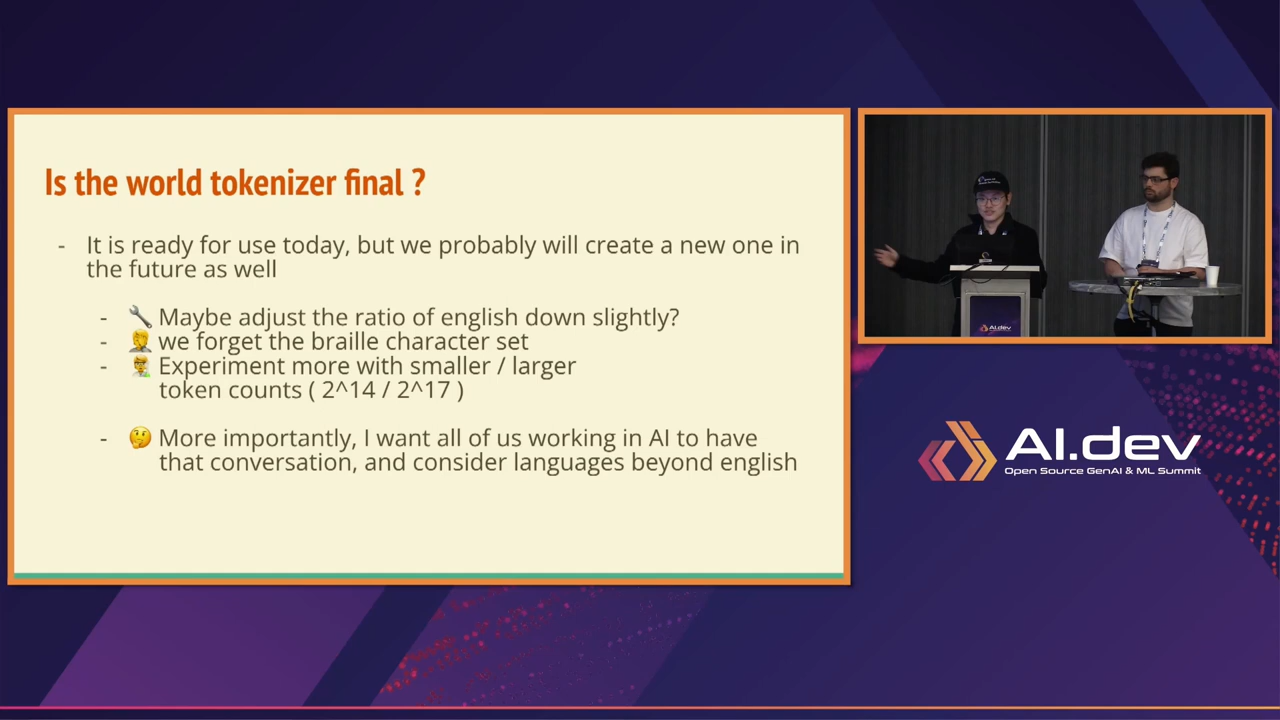 Is the world tokenizer final ?
- It is ready for use today, but we probably will create a new one in
the future as well
- 🔧 Maybe adjust the ratio of english down slightly?
- 🤦 we forget the braille character set
- 👨‍🔬 Experiment more with smaller / larger
token counts ( 2^14 / 2^17 )
- 🤔 More importantly, I want all of us working in AI to have
that conversation, and consider languages beyond english
AI.dev
AI.dev
Open Source GenAI & ML Summit